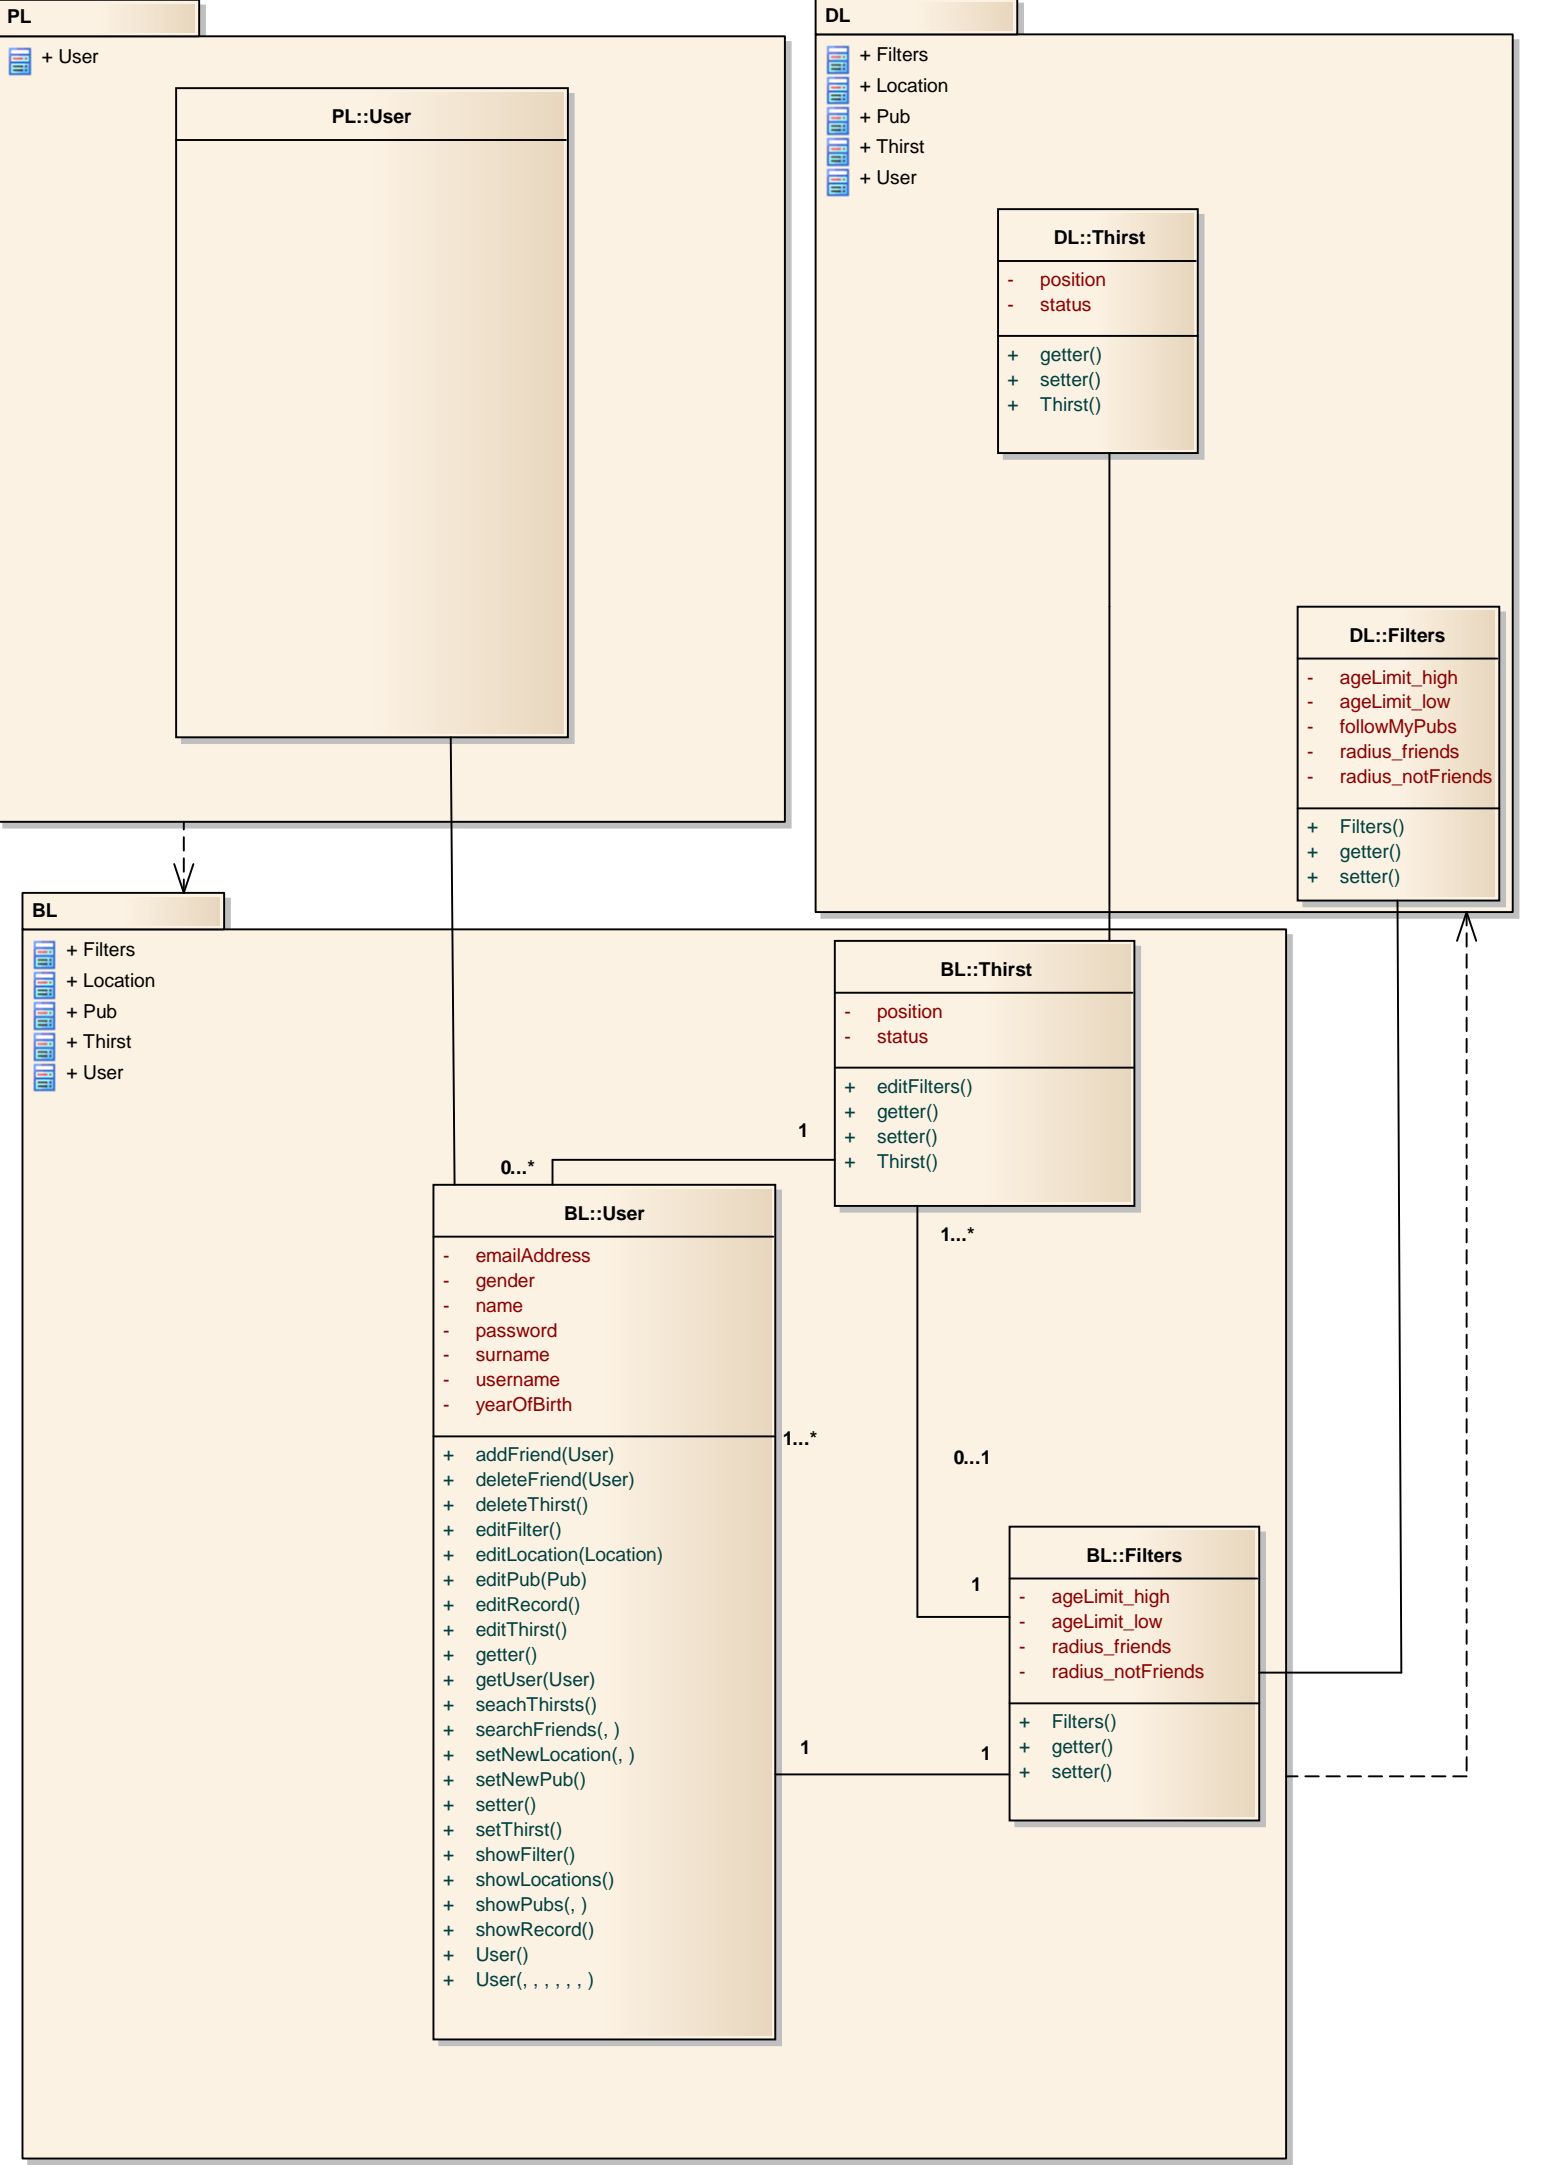 PL
+ User
PL::User
DL
+ Filters
+ Location
+ Pub
+ Thirst
+ User
DL::Thirst
- position
- status
+ getter()
+ setter()
+ Thirst()
DL::Filters
- ageLimit_high
- ageLimit_low
- followMyPubs
- radius_friends
- radius_notFriends
+ Filters()
+ getter()
+ setter()
BL
+ Filters
+ Location
+ Pub
+ Thirst
+ User
BL::Thirst
- position
- status
+ editFilters()
+ getter()
+ setter()
+ Thirst()
1
0...*
1...*
BL::User
- emailAddress
- gender
- name
- password
- surname
- username
- yearOfBirth
+ addFriend(User)
+ deleteFriend(User)
+ deleteThirst()
+ editFilter()
+ editLocation(Location)
+ editPub(Pub)
+ editRecord()
+ editThirst()
+ getter()
+ getUser(User)
+ seachThirsts()
+ searchFriends(, )
+ setNewLocation(, )
+ setNewPub()
+ setter()
+ setThirst()
+ showFilter()
+ showLocations()
+ showPubs(, )
+ showRecord()
+ User()
+ User(, , , , , , )
1...*
0...1
1
1
1
BL::Filters
- ageLimit_high
- ageLimit_low
- radius_friends
- radius_notFriends
+ Filters()
+ getter()
+ setter()